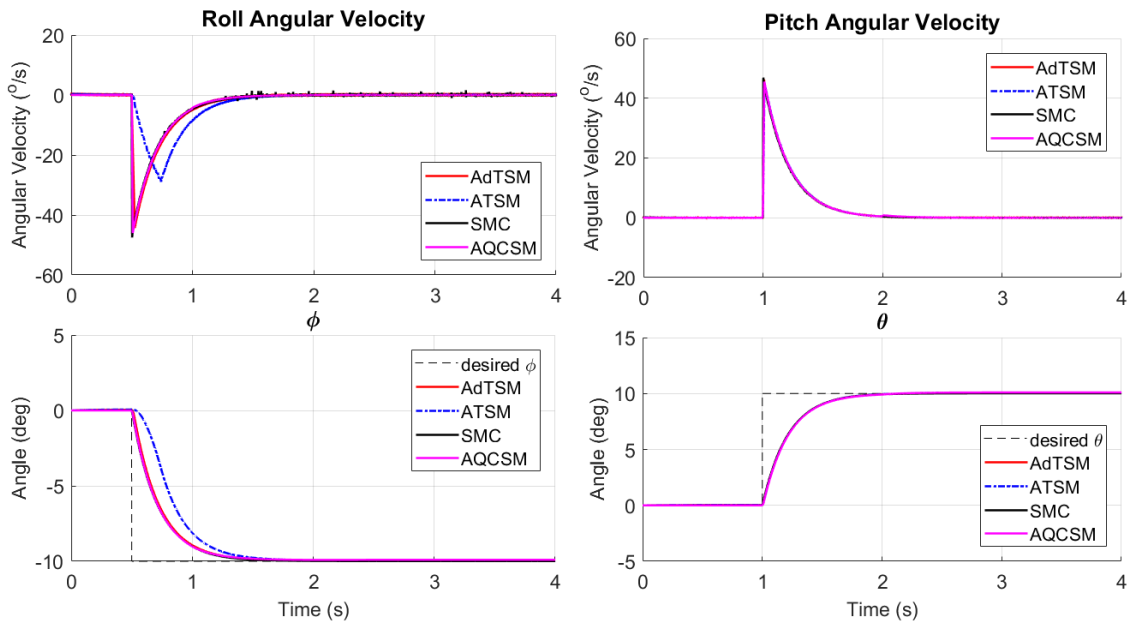 Roll Angular Velocity
Angular Velocity (°/s)
20
0
-20
-40
-60
0
1
2
3
4
AdTSM
ATSM
SMC
AQCSM
Pitch Angular Velocity
Angular Velocity (°/s)
60
40
20
0
-20
0
1
2
3
4
AdTSM
ATSM
SMC
AQCSM
ϕ
Angle (deg)
5
0
-5
-10
0
1
2
3
4
Time (s)
desired ϕ
AdTSM
ATSM
SMC
AQCSM
θ
Angle (deg)
15
10
5
0
-5
0
1
2
3
4
Time (s)
desired θ
AdTSM
ATSM
SMC
AQCSM